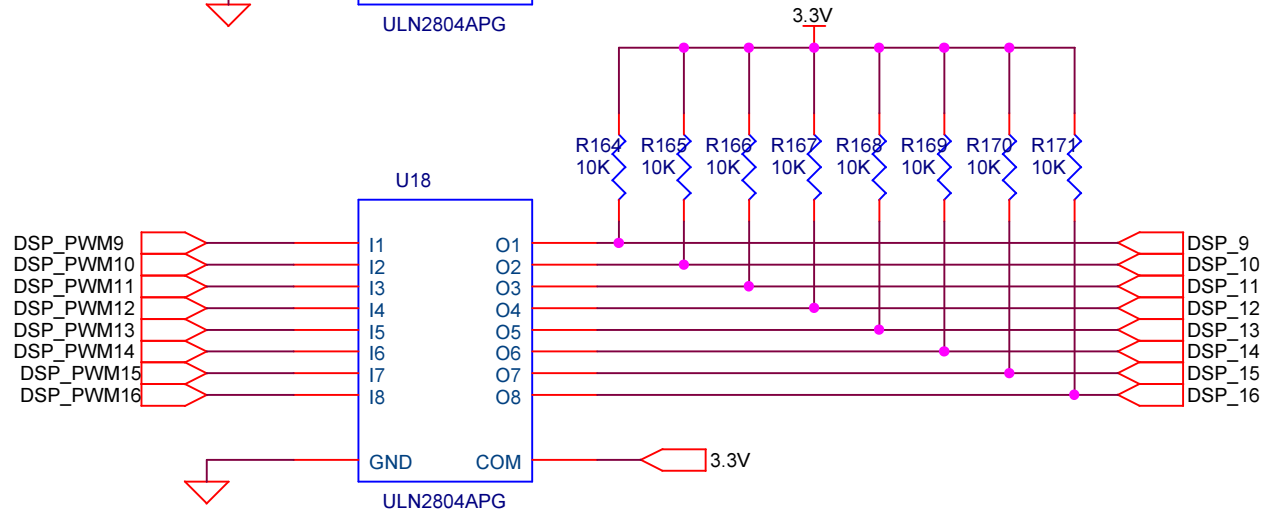 ULN2804APG
3.3V
R164 R165 R166 R167 R168 R169 R170 R171
10K 10K 10K 10K 10K 10K 10K 10K
U18
DSP_PWM9 I1 O1 DSP_9
DSP_PWM10 I2 O2 DSP_10
DSP_PWM11 I3 O3 DSP_11
DSP_PWM12 I4 O4 DSP_12
DSP_PWM13 I5 O5 DSP_13
DSP_PWM14 I6 O6 DSP_14
DSP_PWM15 I7 O7 DSP_15
DSP_PWM16 I8 O8 DSP_16
GND COM 3.3V
ULN2804APG